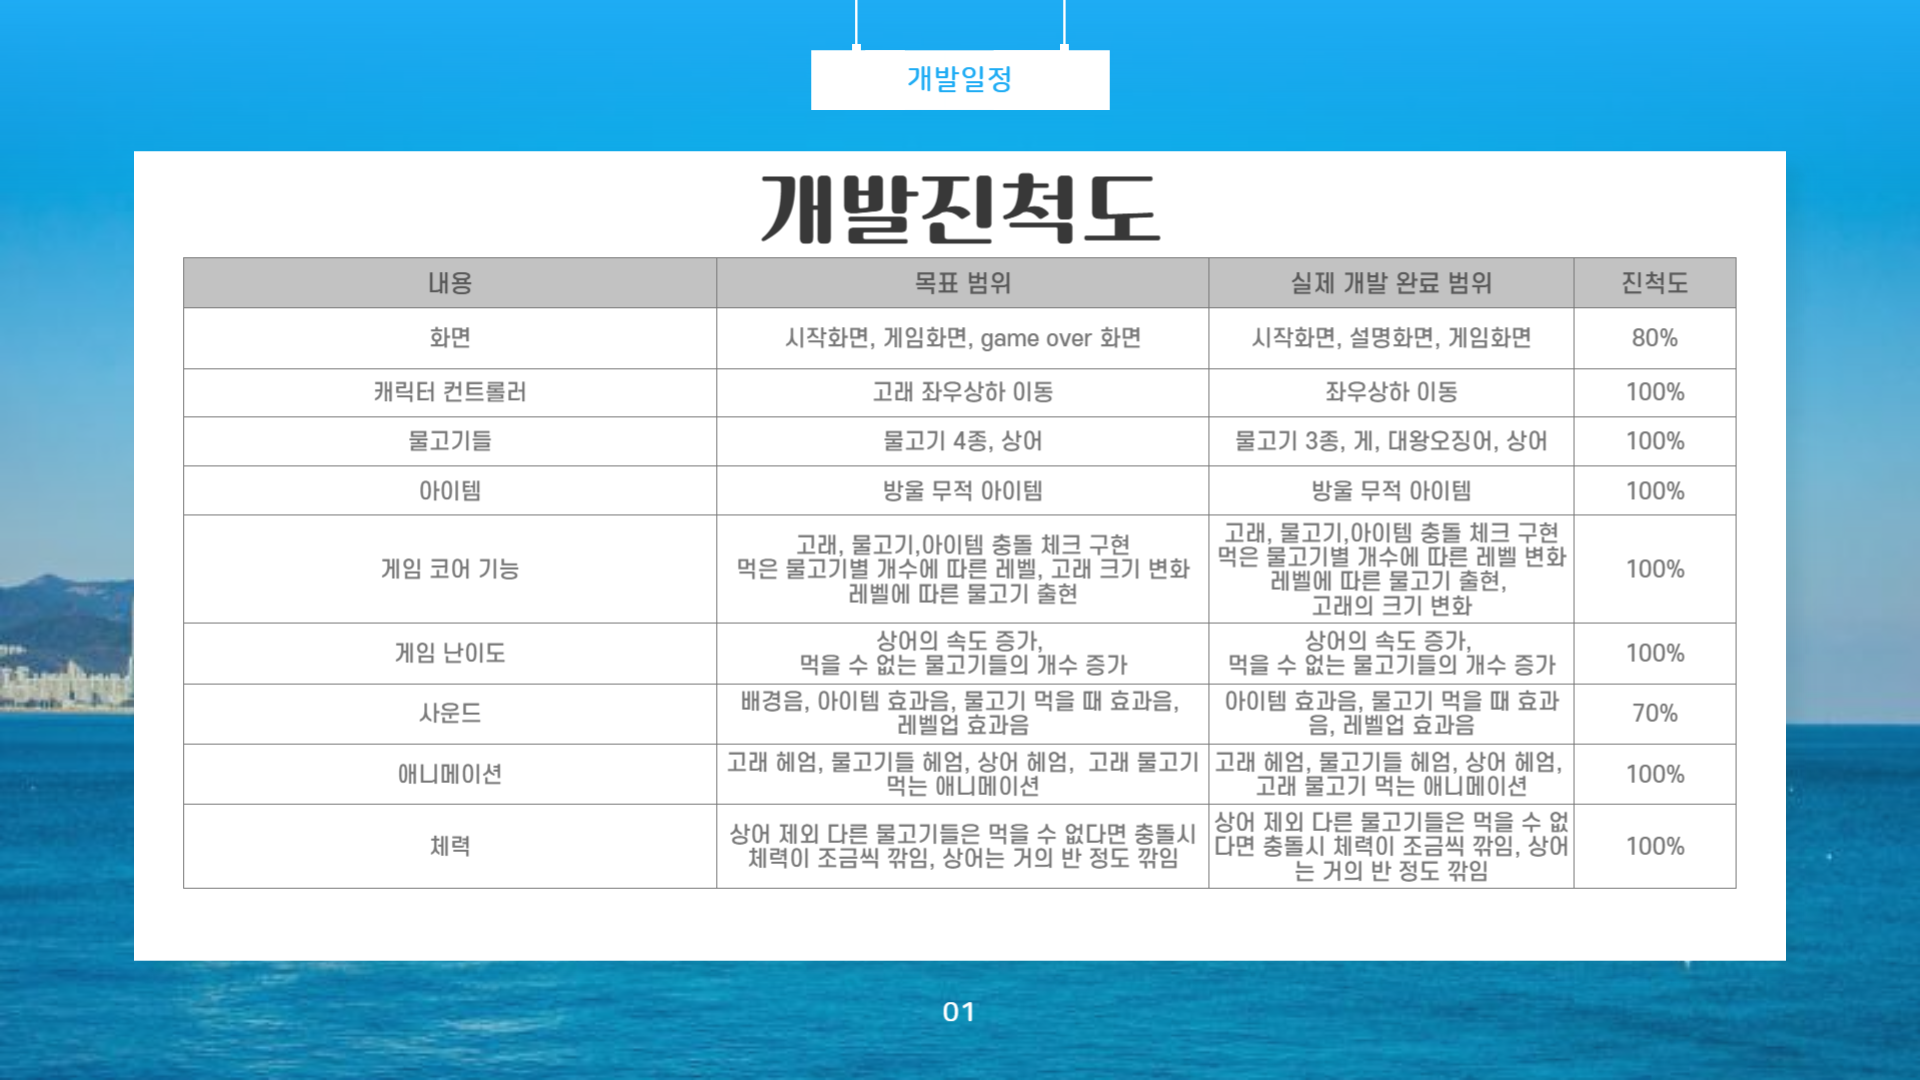 개발일정
개발진척도
내용 목표 범위 실제 개발 완료 범위 진척도
화면 시작화면, 게임화면, game over 화면 시작화면, 설명화면, 게임화면 80%
캐릭터 컨트롤러 고래 좌우상하 이동 좌우상하 이동 100%
물고기들 물고기 4종, 상어 물고기 3종, 게, 대왕오징어, 상어 100%
아이템 방울 무적 아이템 방울 무적 아이템 100%
게임 코어 기능
고래, 물고기,아이템 충돌 체크 구현
먹은 물고기별 개수에 따른 레벨, 고래 크기 변화
레벨에 따른 물고기 출현
고래, 물고기,아이템 충돌 체크 구현
먹은 물고기별 개수에 따른 레벨 변화
레벨에 따른 물고기 출현,
고래의 크기 변화
100%
게임 난이도
상어의 속도 증가,
먹을 수 없는 물고기들의 개수 증가
상어의 속도 증가,
먹을 수 없는 물고기들의 개수 증가
100%
사운드
배경음, 아이템 효과음, 물고기 먹을 때 효과음,
레벨업 효과음
아이템 효과음, 물고기 먹을 때 효과
음, 레벨업 효과음
70%
애니메이션
고래 헤엄, 물고기들 헤엄, 상어 헤엄, 고래 물고기
먹는 애니메이션
고래 헤엄, 물고기들 헤엄, 상어 헤엄,
고래 물고기 먹는 애니메이션
100%
체력
상어 제외 다른 물고기들은 먹을 수 없다면 충돌시
체력이 조금씩 깎임, 상어는 거의 반 정도 깎임
상어 제외 다른 물고기들은 먹을 수 없
다면 충돌시 체력이 조금씩 깎임, 상어
는 거의 반 정도 깎임
100%
01